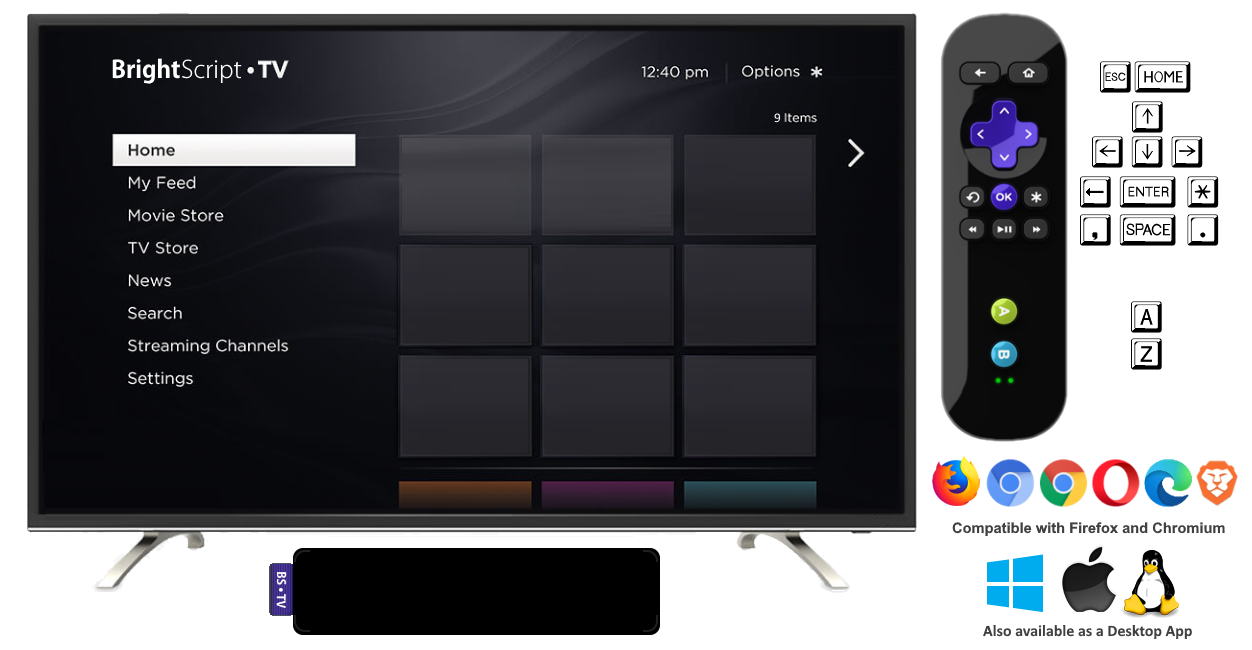 BrightScript•TV
12:40 pm
Options *
9 Items
Home
My Feed
Movie Store
TV Store
News
Search
Streaming Channels
Settings
OK
*
A
B
BS•TV
ESC HOME
↑
← ↓ →
← ENTER *
, SPACE .
A
Z
Compatible with Firefox and Chromium
Also available as a Desktop App